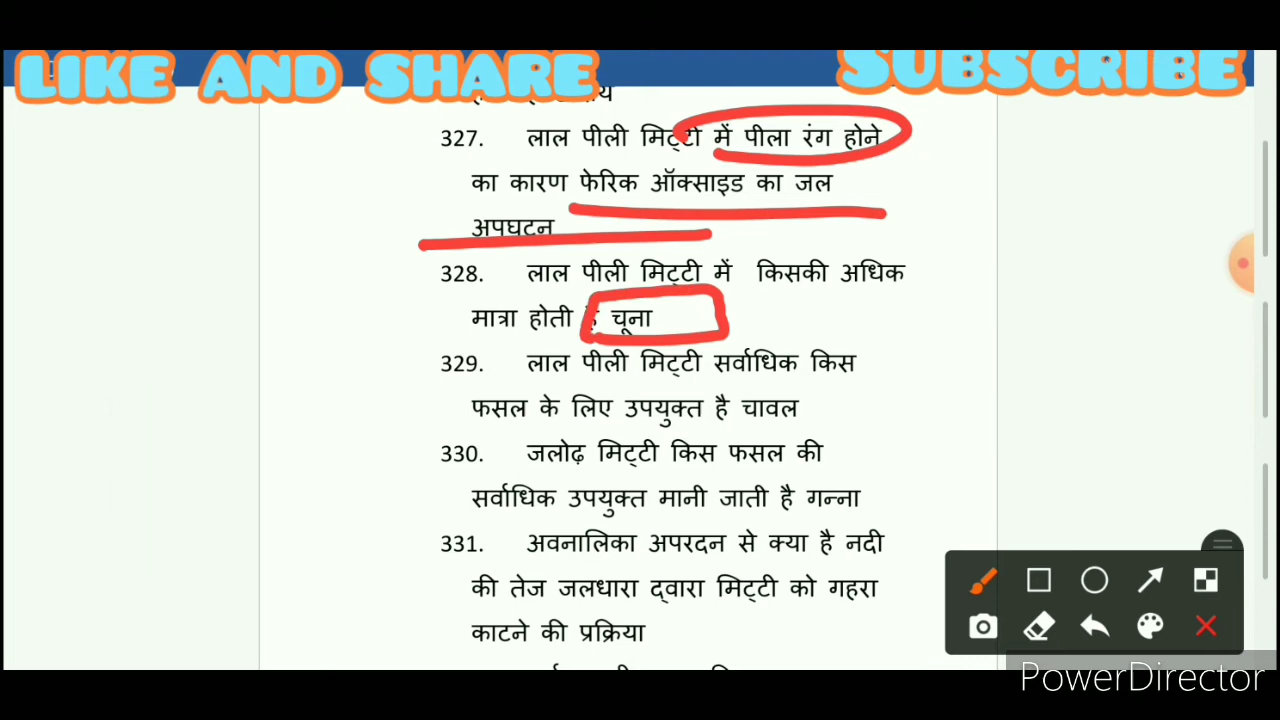 LIKE AND SHARE
SUBSCRIBE
327. लाल पीली मिट्टी में पीला रंग होने
का कारण फेरिक ऑक्साइड का जल
अपघटन
328. लाल पीली मिट्टी में किसकी अधिक
मात्रा होती है चूना
329. लाल पीली मिट्टी सर्वाधिक किस
फसल के लिए उपयुक्त है चावल
330. जलोढ़ मिट्टी किस फसल की
सर्वाधिक उपयुक्त मानी जाती है गन्ना
331. अवनालिका अपरदन से क्या है नदी
की तेज जलधारा द्वारा मिट्टी को गहरा
काटने की प्रक्रिया
PowerDirector